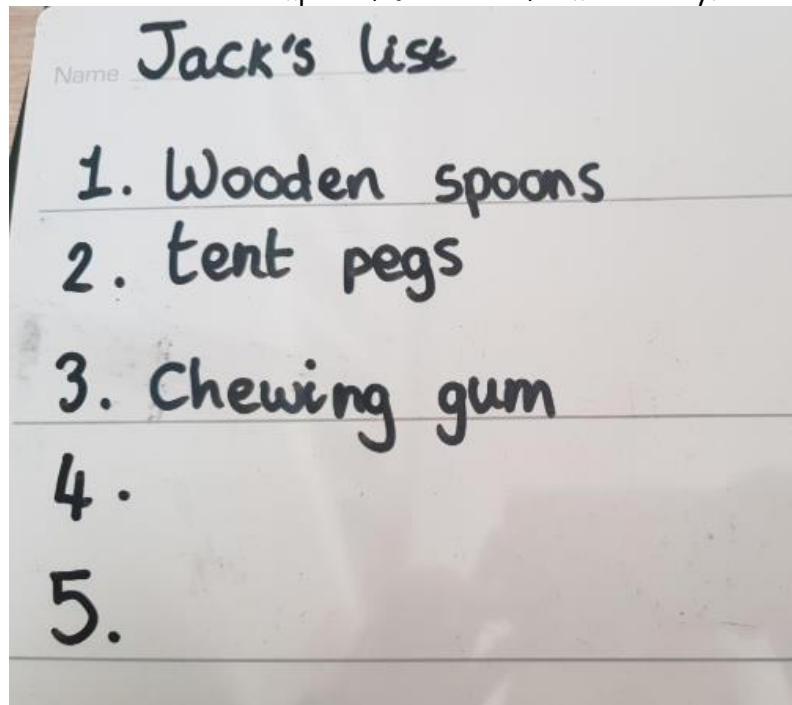 Name Jack's list
1. Wooden spoons
2. tent pegs
3. Chewing gum
4.
5.